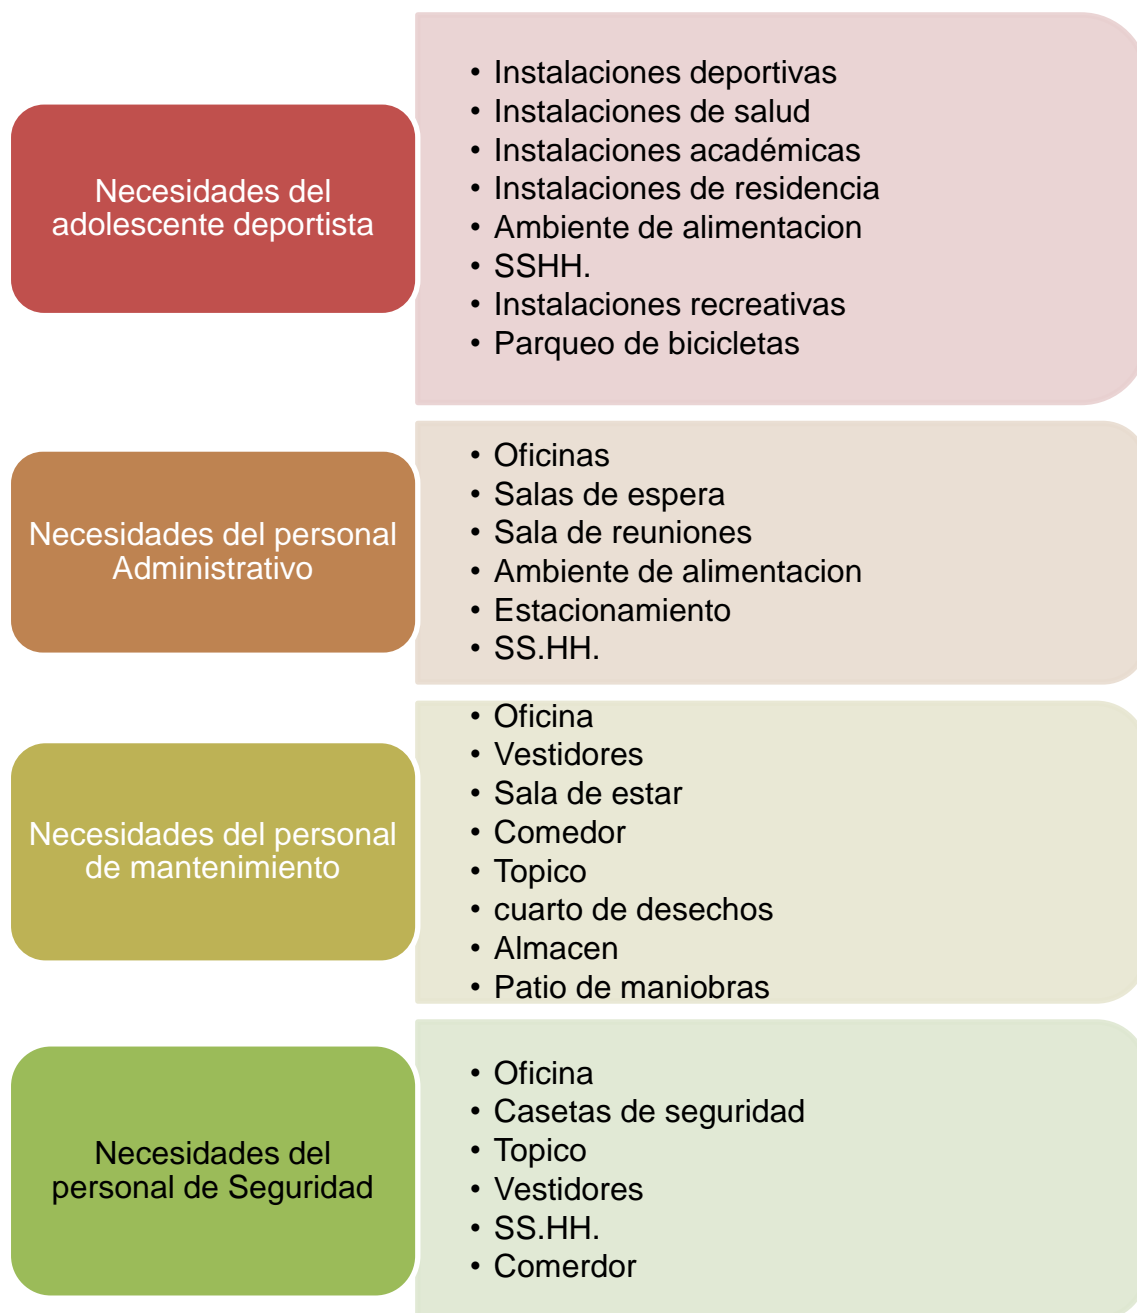 Necesidades del
adolescente deportista
• Instalaciones deportivas
• Instalaciones de salud
• Instalaciones académicas
• Instalaciones de residencia
• Ambiente de alimentacion
• SSHH.
• Instalaciones recreativas
• Parqueo de bicicletas
Necesidades del personal
Administrativo
• Oficinas
• Salas de espera
• Sala de reuniones
• Ambiente de alimentacion
• Estacionamiento
• SS.HH.
Necesidades del personal
de mantenimiento
• Oficina
• Vestidores
• Sala de estar
• Comedor
• Topico
• cuarto de desechos
• Almacen
• Patio de maniobras
Necesidades del
personal de Seguridad
• Oficina
• Casetas de seguridad
• Topico
• Vestidores
• SS.HH.
• Comerdor